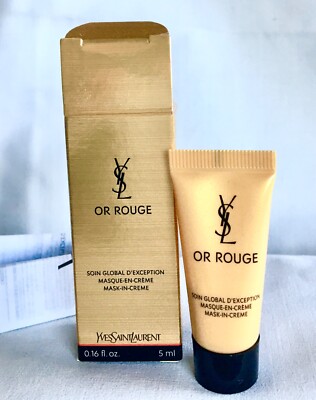 YSL
OR ROUGE
SOIN GLOBAL D'EXCEPTION
MASQUE-EN-CRÈME
MASK-IN-CREME
YVESSAINTLAURENT
0.16 fl. oz. 5 ml
YSL
OR ROUGE
SOIN GLOBAL D'EXCEPTION
MASQUE-EN-CRÈME
MASK-IN-CREME